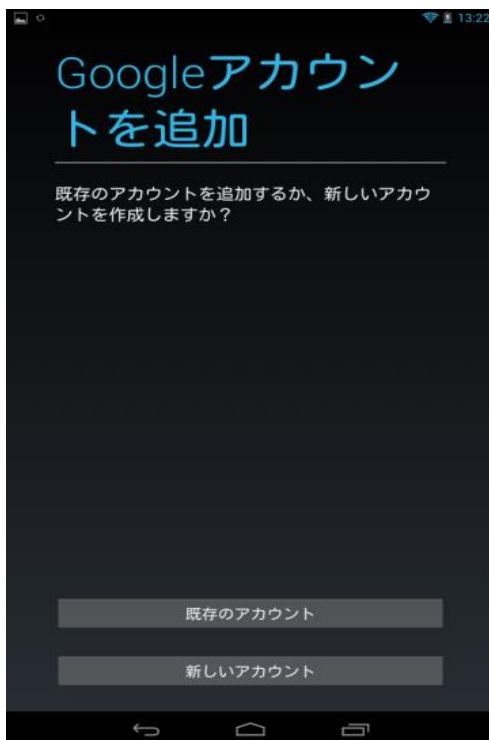 13:22
Googleアカウン
トを追加
既存のアカウントを追加するか、新しいアカウ
ントを作成しますか？
既存のアカウント
新しいアカウント